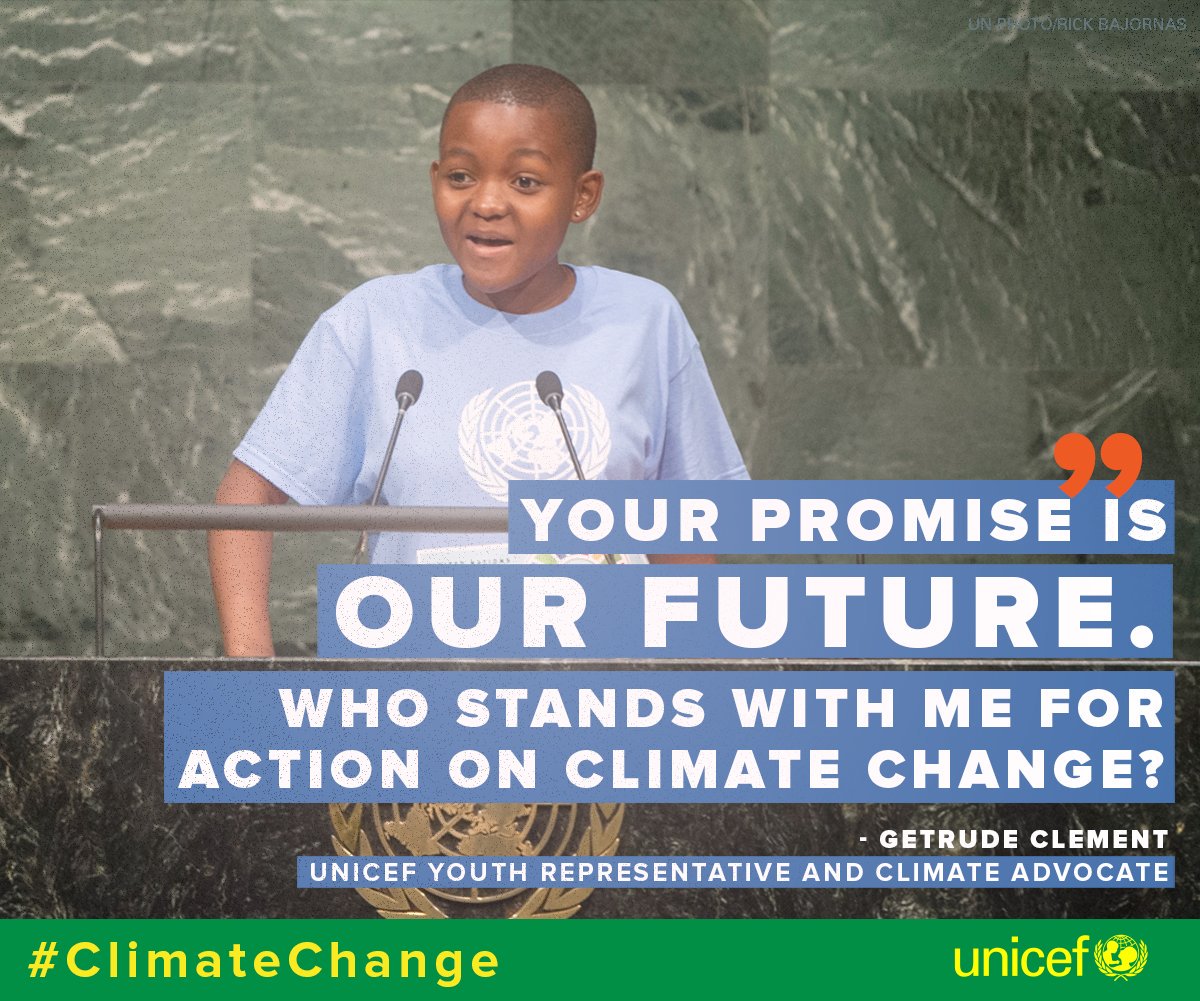 UN PHOTO/RICK BAJORNAS
”
YOUR PROMISE IS
OUR FUTURE.
WHO STANDS WITH ME FOR
ACTION ON CLIMATE CHANGE?
- GETRUDE CLEMENT
UNICEF YOUTH REPRESENTATIVE AND CLIMATE ADVOCATE
#ClimateChange
unicef